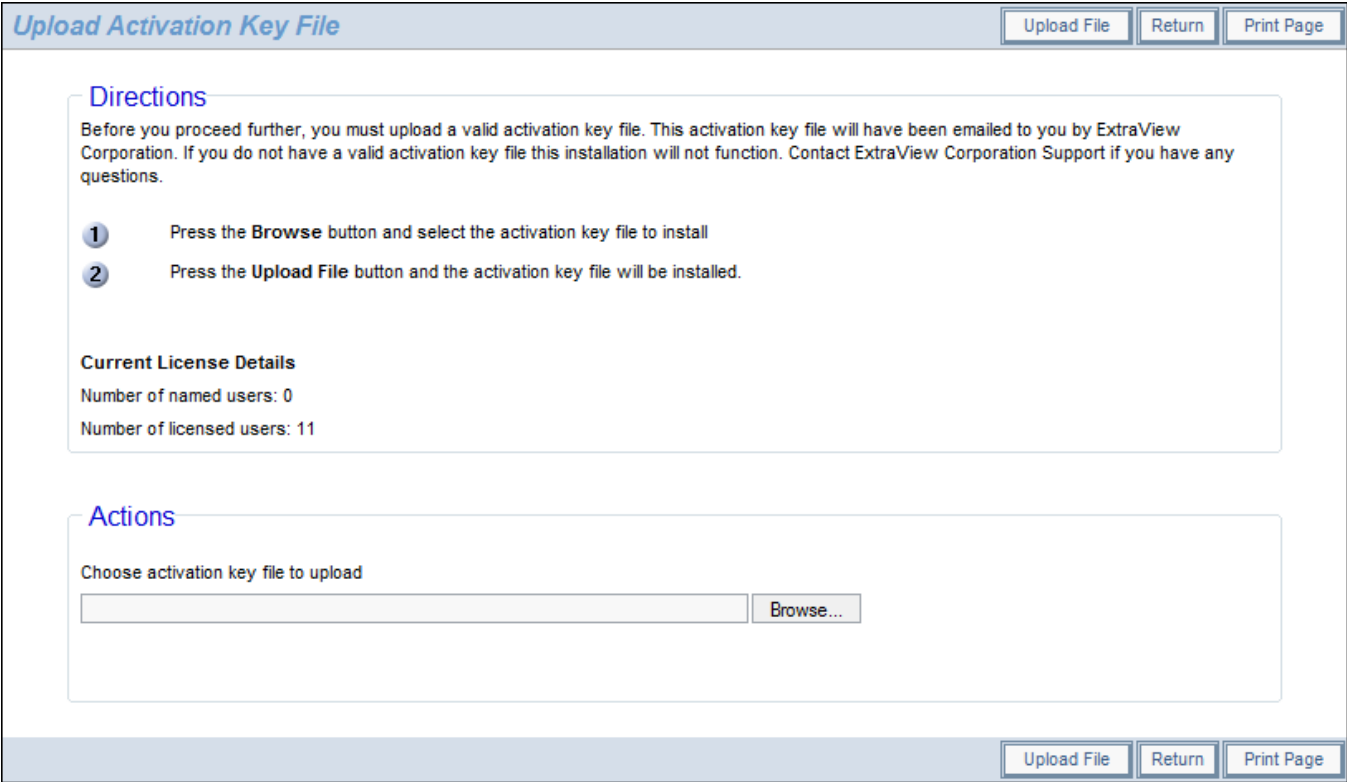 Upload Activation Key File
Upload File Return Print Page
Directions
Before you proceed further, you must upload a valid activation key file. This activation key file will have been emailed to you by ExtraView
Corporation. If you do not have a valid activation key file this installation will not function. Contact ExtraView Corporation Support if you have any
questions.
1 Press the Browse button and select the activation key file to install
2 Press the Upload File button and the activation key file will be installed.
Current License Details
Number of named users: 0
Number of licensed users: 11
Actions
Choose activation key file to upload
Browse...
Upload File Return Print Page